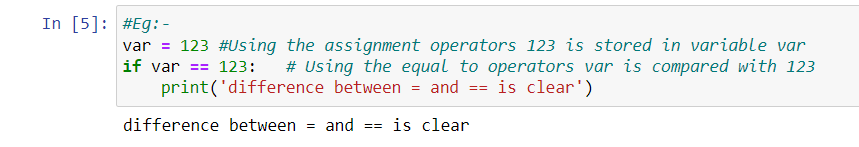 In [5]: #Eg:-
var = 123 #Using the assignment operators 123 is stored in variable var
if var == 123:   # Using the equal to operators var is compared with 123
    print('difference between = and == is clear')
difference between = and == is clear